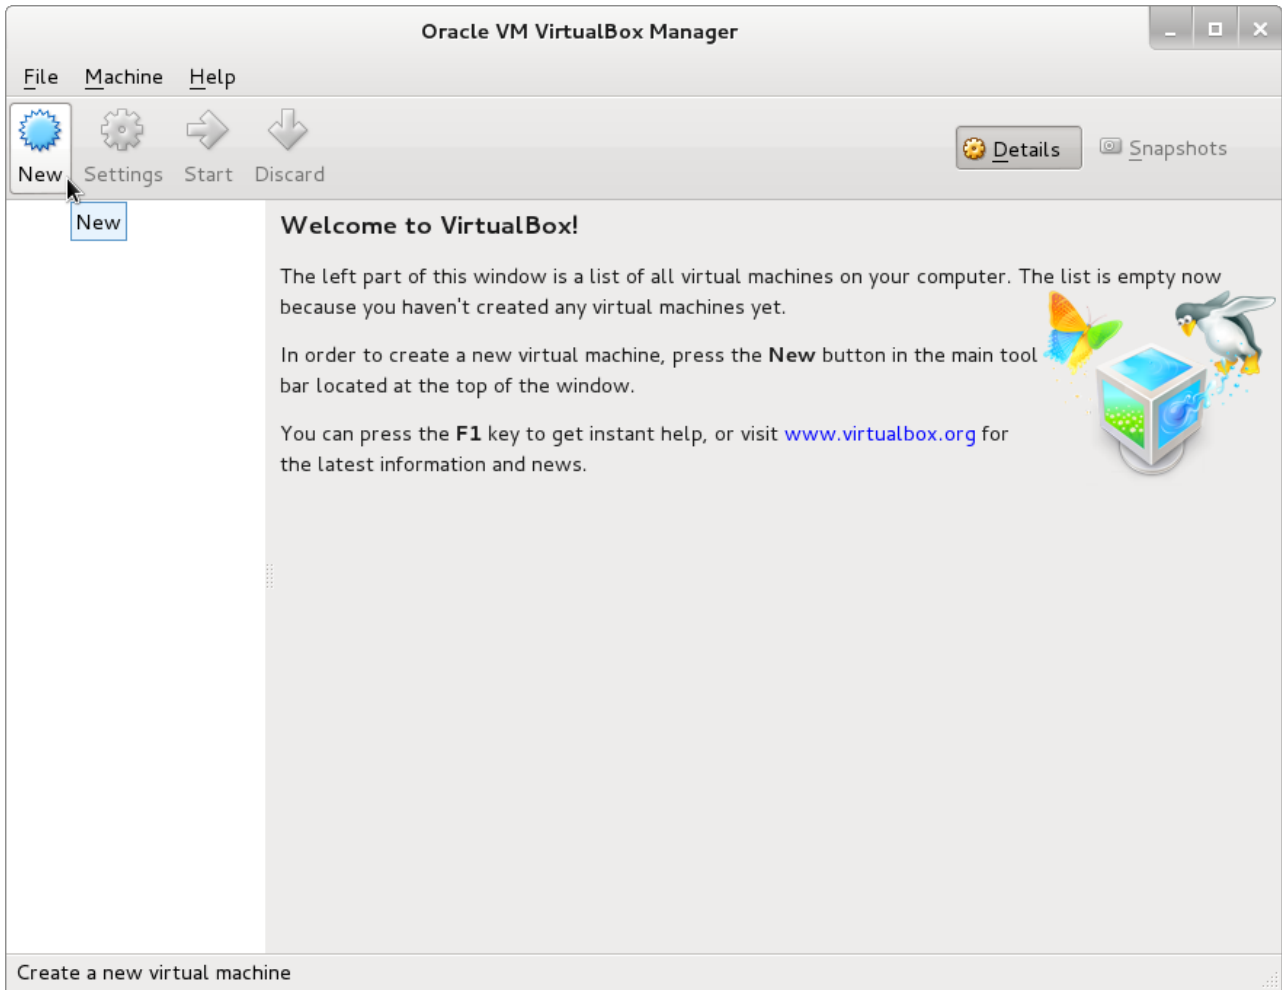 Oracle VM VirtualBox Manager
File Machine Help
New Settings Start Discard Details Snapshots
New
Welcome to VirtualBox!
The left part of this window is a list of all virtual machines on your computer. The list is empty now
because you haven't created any virtual machines yet.
In order to create a new virtual machine, press the New button in the main tool
bar located at the top of the window.
You can press the F1 key to get instant help, or visit www.virtualbox.org for
the latest information and news.
Create a new virtual machine